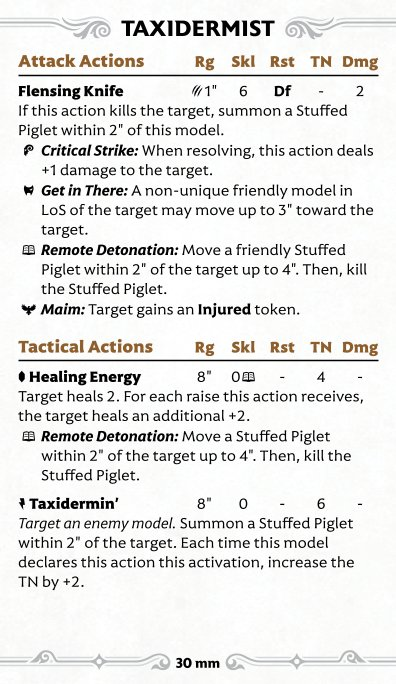 TAXIDERMIST
Attack Actions Rg Skl Rst TN Dmg
Flensing Knife 1" 6 Df - 2
If this action kills the target, summon a Stuffed
Piglet within 2" of this model.
Critical Strike: When resolving, this action deals
+1 damage to the target.
Get in There: A non-unique friendly model in
LoS of the target may move up to 3" toward the
target.
Remote Detonation: Move a friendly Stuffed
Piglet within 2" of the target up to 4". Then, kill
the Stuffed Piglet.
Maim: Target gains an Injured token.
Tactical Actions Rg Skl Rst TN Dmg
Healing Energy 8" 0 - 4 -
Target heals 2. For each raise this action receives,
the target heals an additional +2.
Remote Detonation: Move a Stuffed Piglet
within 2" of the target up to 4". Then, kill the
Stuffed Piglet.
Taxidermin’ 8" 0 - 6 -
Target an enemy model. Summon a Stuffed Piglet
within 2" of the target. Each time this model
declares this action this activation, increase the
TN by +2.
30 mm